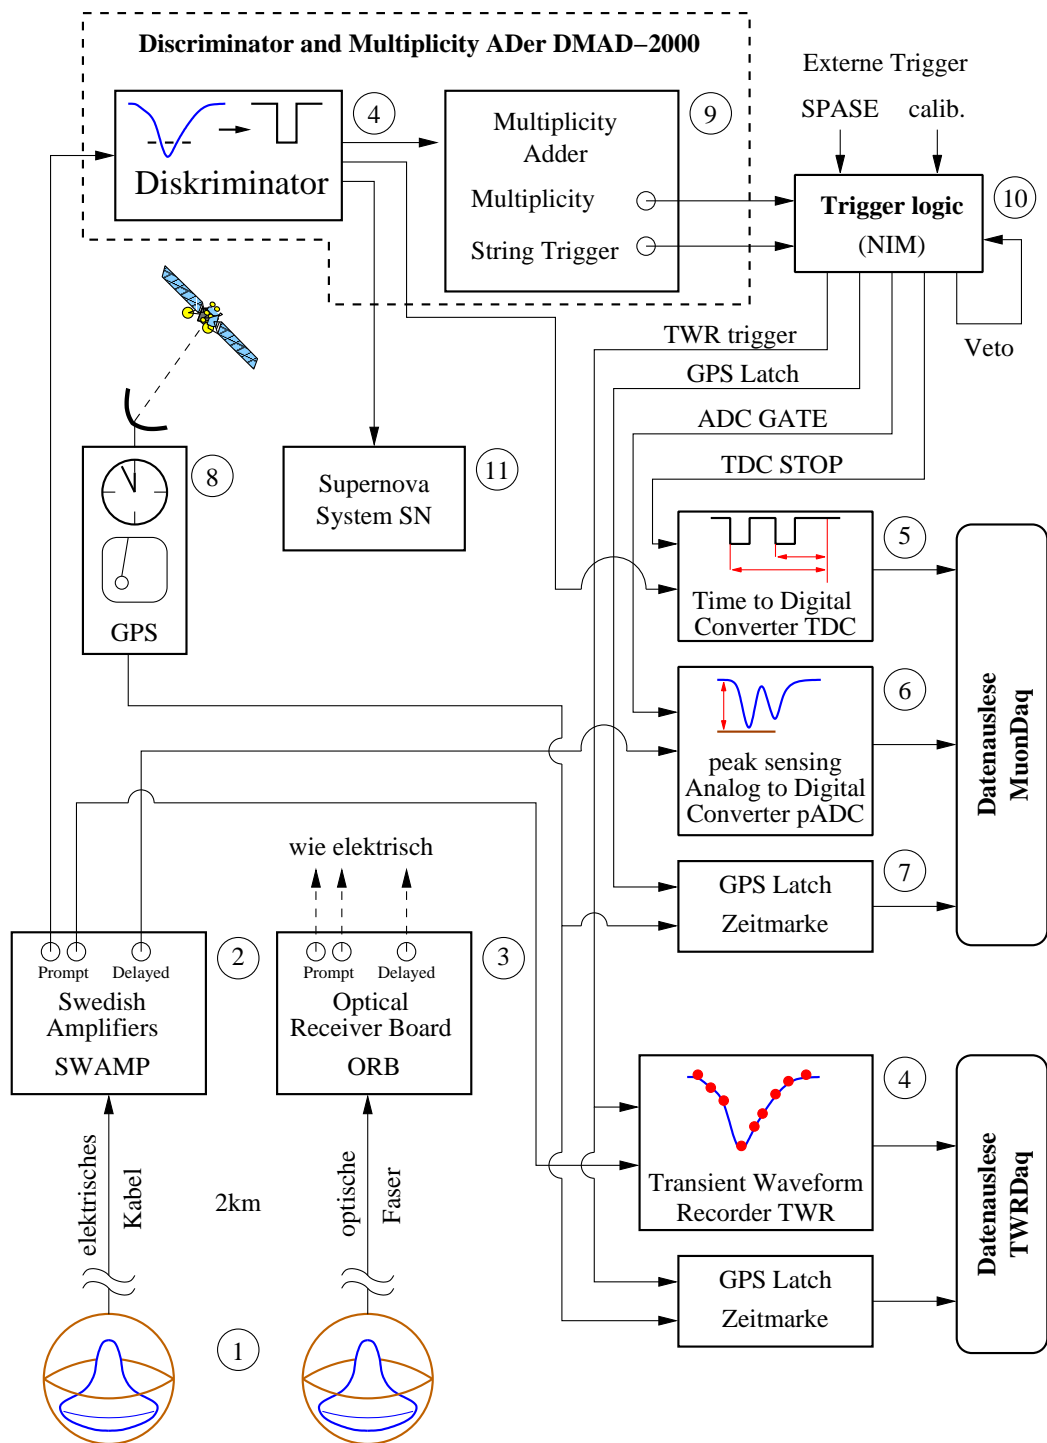 Discriminator and Multiplicity ADer DMAD−2000
Externe Trigger
SPASE
calib.
4
Diskriminator
9
Multiplicity
Adder
Multiplicity
String Trigger
10
Trigger logic
(NIM)
Veto
TWR trigger
GPS Latch
ADC GATE
TDC STOP
8
GPS
11
Supernova
System SN
5
Time to Digital
Converter TDC
6
peak sensing
Analog to Digital
Converter pADC
7
GPS Latch
Zeitmarke
Datenauslese
MuonDaq
wie elektrisch
2
Prompt
Delayed
Swedish
Amplifiers
SWAMP
3
Prompt
Delayed
Optical
Receiver Board
ORB
4
Transient Waveform
Recorder TWR
GPS Latch
Zeitmarke
Datenauslese
TWRDaq
elektrisches
Kabel
2km
optische
Faser
1